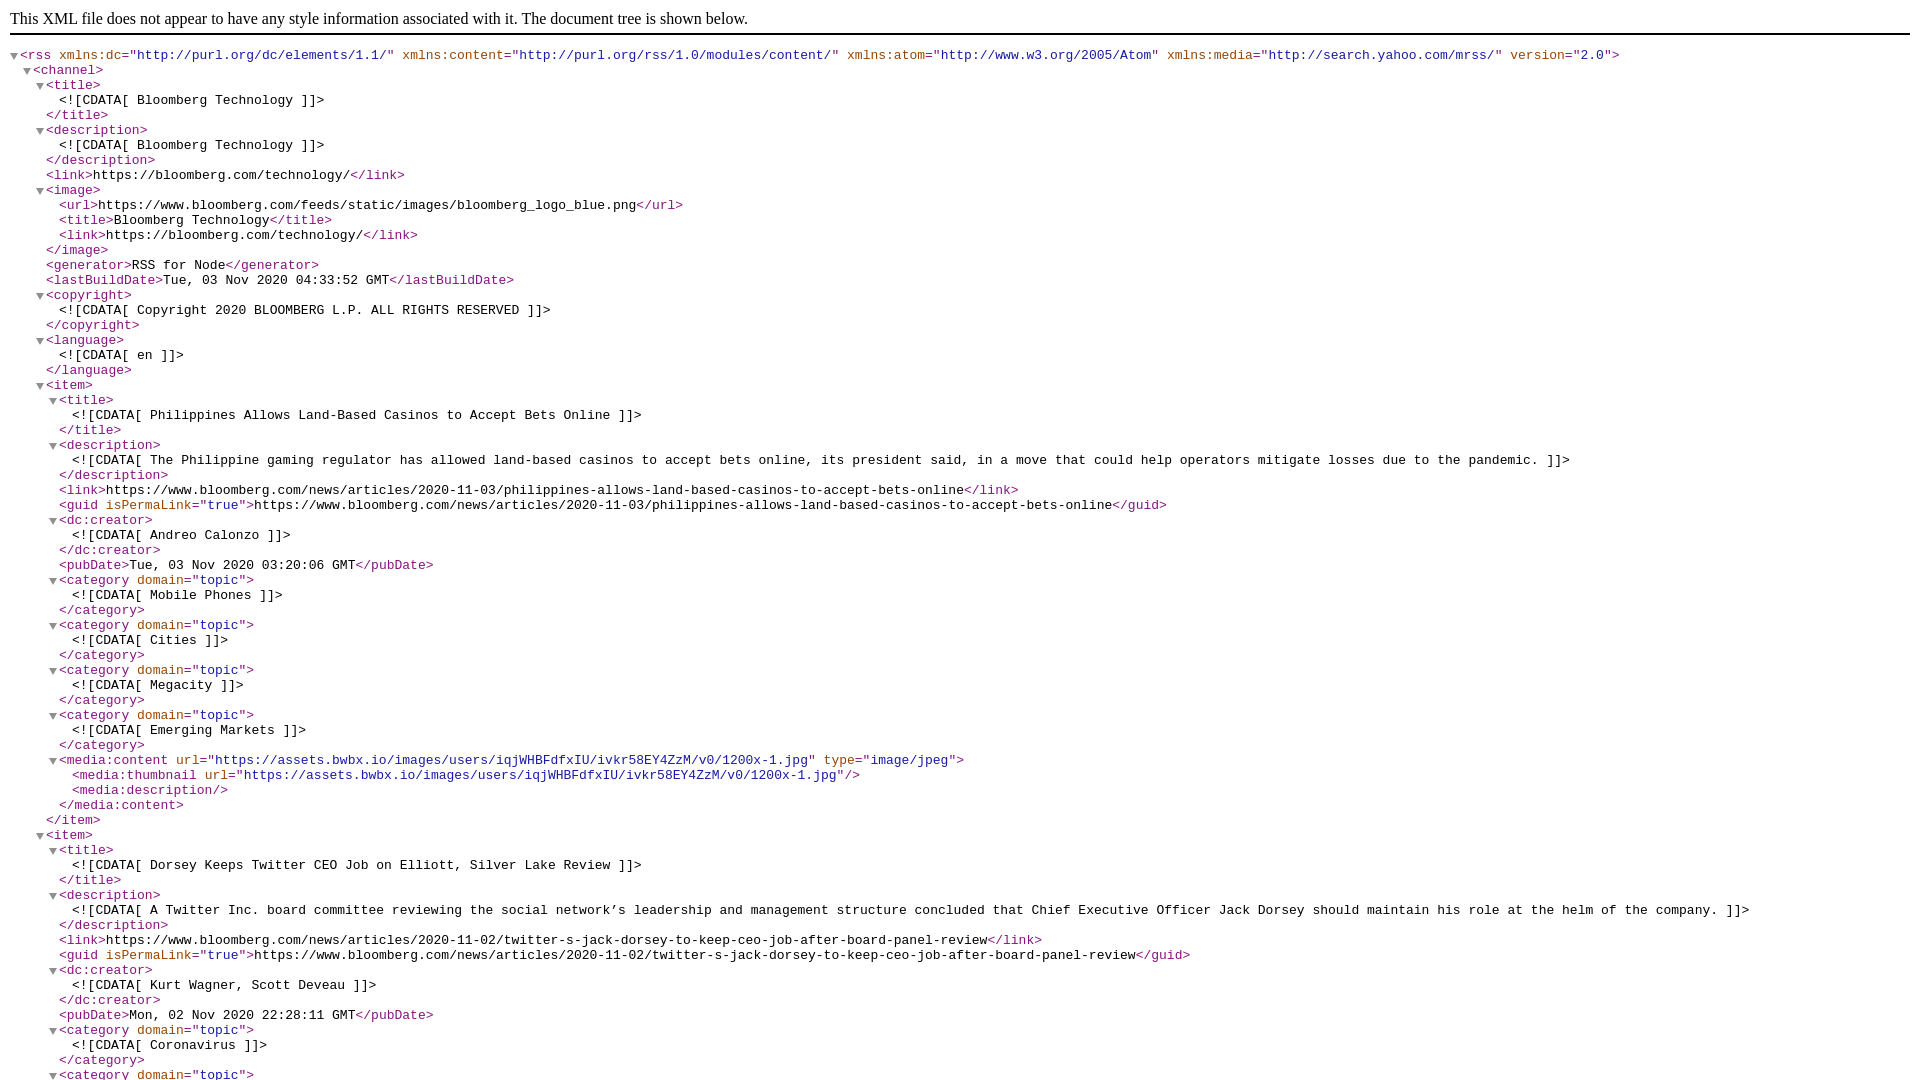 This XML file does not appear to have any style information associated with it. The document tree is shown below.
<rss xmlns:dc="http://purl.org/dc/elements/1.1/" xmlns:content="http://purl.org/rss/1.0/modules/content/" xmlns:atom="http://www.w3.org/2005/Atom" xmlns:media="http://search.yahoo.com/mrss/" version="2.0">
<channel>
<title>
<![CDATA[ Bloomberg Technology ]]>
</title>
<description>
<![CDATA[ Bloomberg Technology ]]>
</description>
<link>https://bloomberg.com/technology/</link>
<image>
<url>https://www.bloomberg.com/feeds/static/images/bloomberg_logo_blue.png</url>
<title>Bloomberg Technology</title>
<link>https://bloomberg.com/technology/</link>
</image>
<generator>RSS for Node</generator>
<lastBuildDate>Tue, 03 Nov 2020 04:33:52 GMT</lastBuildDate>
<copyright>
<![CDATA[ Copyright 2020 BLOOMBERG L.P. ALL RIGHTS RESERVED ]]>
</copyright>
<language>
<![CDATA[ en ]]>
</language>
<item>
<title>
<![CDATA[ Philippines Allows Land-Based Casinos to Accept Bets Online ]]>
</title>
<description>
<![CDATA[ The Philippine gaming regulator has allowed land-based casinos to accept bets online, its president said, in a move that could help operators mitigate losses due to the pandemic. ]]>
</description>
<link>https://www.bloomberg.com/news/articles/2020-11-03/philippines-allows-land-based-casinos-to-accept-bets-online</link>
<guid isPermaLink="true">https://www.bloomberg.com/news/articles/2020-11-03/philippines-allows-land-based-casinos-to-accept-bets-online</guid>
<dc:creator>
<![CDATA[ Andreo Calonzo ]]>
</dc:creator>
<pubDate>Tue, 03 Nov 2020 03:20:06 GMT</pubDate>
<category domain="topic">
<![CDATA[ Mobile Phones ]]>
</category>
<category domain="topic">
<![CDATA[ Cities ]]>
</category>
<category domain="topic">
<![CDATA[ Megacity ]]>
</category>
<category domain="topic">
<![CDATA[ Emerging Markets ]]>
</category>
<media:content url="https://assets.bwbx.io/images/users/iqjWHBFdfxIU/ivkr58EY4ZzM/v0/1200x-1.jpg" type="image/jpeg">
<media:thumbnail url="https://assets.bwbx.io/images/users/iqjWHBFdfxIU/ivkr58EY4ZzM/v0/1200x-1.jpg"/>
<media:description/>
</media:content>
</item>
<item>
<title>
<![CDATA[ Dorsey Keeps Twitter CEO Job on Elliott, Silver Lake Review ]]>
</title>
<description>
<![CDATA[ A Twitter Inc. board committee reviewing the social network’s leadership and management structure concluded that Chief Executive Officer Jack Dorsey should maintain his role at the helm of the company. ]]>
</description>
<link>https://www.bloomberg.com/news/articles/2020-11-02/twitter-s-jack-dorsey-to-keep-ceo-job-after-board-panel-review</link>
<guid isPermaLink="true">https://www.bloomberg.com/news/articles/2020-11-02/twitter-s-jack-dorsey-to-keep-ceo-job-after-board-panel-review</guid>
<dc:creator>
<![CDATA[ Kurt Wagner, Scott Deveau ]]>
</dc:creator>
<pubDate>Mon, 02 Nov 2020 22:28:11 GMT</pubDate>
<category domain="topic">
<![CDATA[ Coronavirus ]]>
</category>
<category domain="topic">